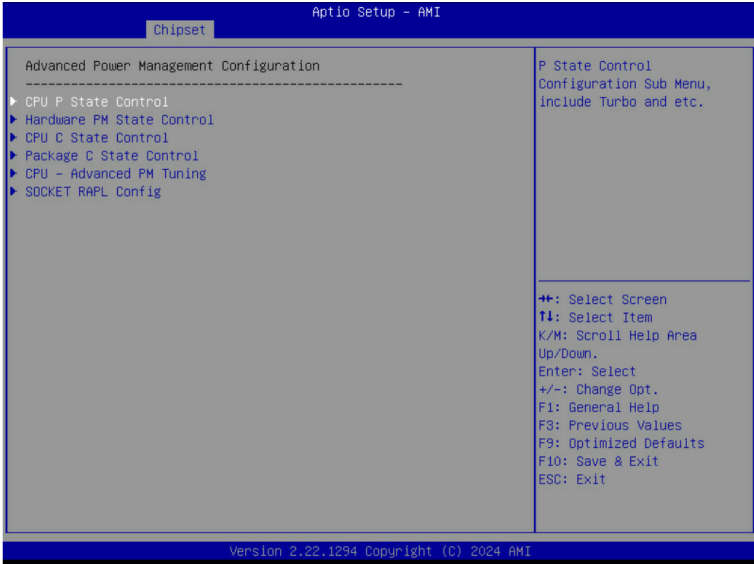 Aptio Setup – AMI
Chipset
Advanced Power Management Configuration
--------------------------------------------------
▶ CPU P State Control
▶ Hardware PM State Control
▶ CPU C State Control
▶ Package C State Control
▶ CPU – Advanced PM Tuning
▶ SOCKET RAPL Config
P State Control
Configuration Sub Menu,
include Turbo and etc.
→←: Select Screen
↑↓: Select Item
K/M: Scroll Help Area
Up/Down.
Enter: Select
+/-: Change Opt.
F1: General Help
F3: Previous Values
F9: Optimized Defaults
F10: Save & Exit
ESC: Exit
Version 2.22.1294 Copyright (C) 2024 AMI